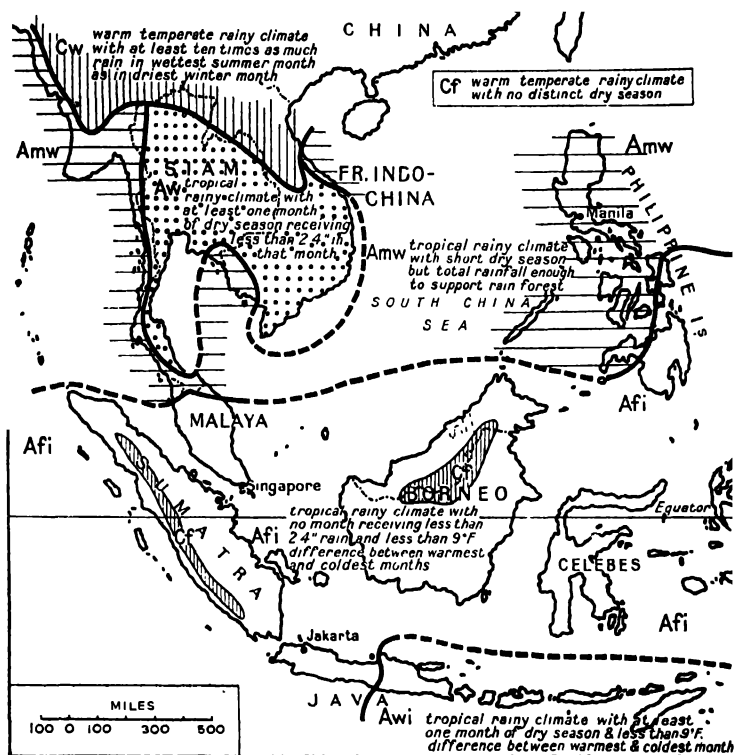 CHINA
Cw
warm temperate rainy climate
with at least ten times as much
rain in wettest summer month
as in driest winter month
Cf warm temperate rainy climate
with no distinct dry season
Amw
Amw
SIAM
FR. INDO-
CHINA
Aw
tropical
rainy climate with
at least one month
of dry season receiving
less than 2·4" in
that month
PHILIPPINE Is
Manila
Amw
tropical rainy climate
with short dry season
but total rainfall enough
to support rain forest
SOUTH CHINA
SEA
Afi
MALAYA
Afi
Singapore
Cf
BORNEO
SUMATRA
Cf
Equator
Afi
tropical rainy climate with
no month receiving less than
2·4" rain and less than 9°F
difference between warmest
and coldest months
CELEBES
Afi
Jakarta
JAVA
Awi
tropical rainy climate with at least
one month of dry season & less than 9°F.
difference between warmest & coldest month
MILES
100 0 100 300 500